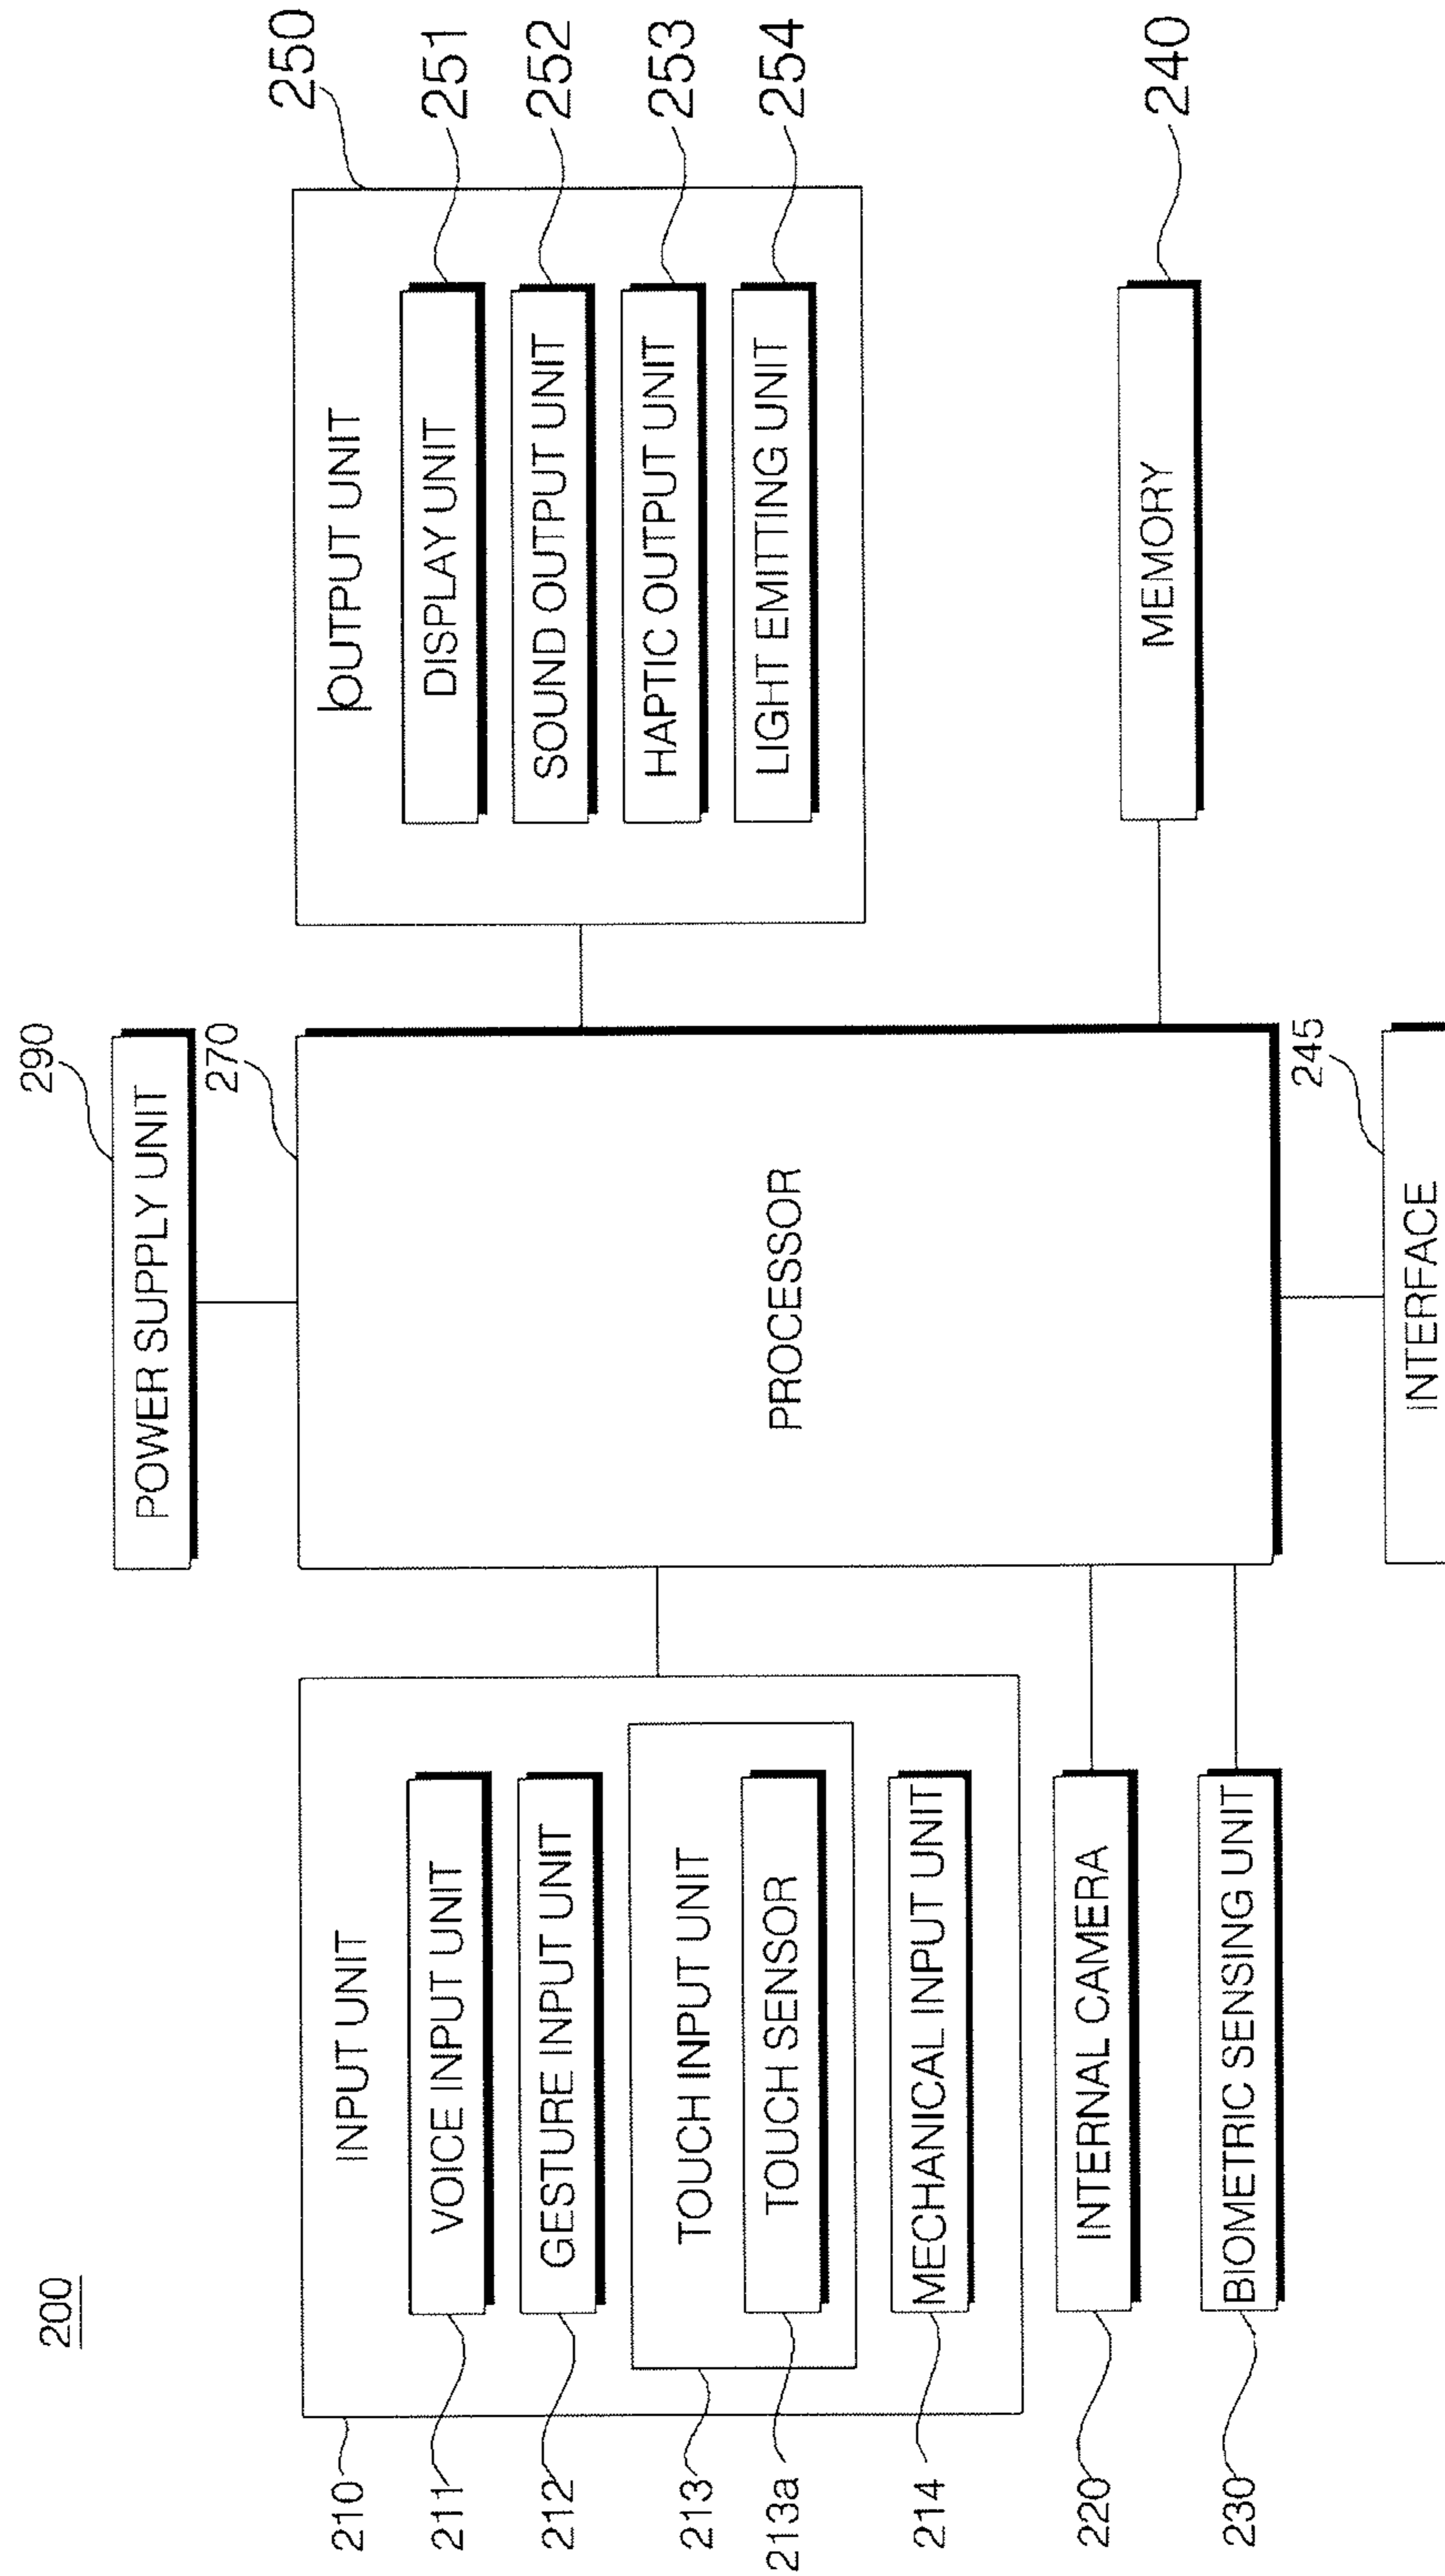 200
290
POWER SUPPLY UNIT
270
PROCESSOR
210
INPUT UNIT
211
VOICE INPUT UNIT
212
GESTURE INPUT UNIT
213
TOUCH INPUT UNIT
213a
TOUCH SENSOR
214
MECHANICAL INPUT UNIT
220
INTERNAL CAMERA
230
BIOMETRIC SENSING UNIT
250
OUTPUT UNIT
DISPLAY UNIT
251
SOUND OUTPUT UNIT
252
HAPTIC OUTPUT UNIT
253
LIGHT EMITTING UNIT
254
MEMORY
240
245
INTERFACE